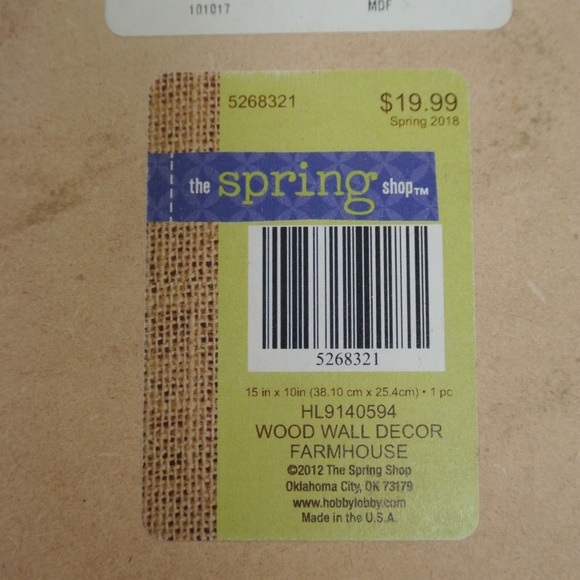 101017 MDF
5268321 $19.99
Spring 2018
the spring shop™
5268321
15 in x 10in (38.10 cm x 25.4cm) • 1 pc
HL9140594
WOOD WALL DECOR
FARMHOUSE
©2012 The Spring Shop
Oklahoma City, OK 73179
www.hobbylobby.com
Made in the U.S.A.